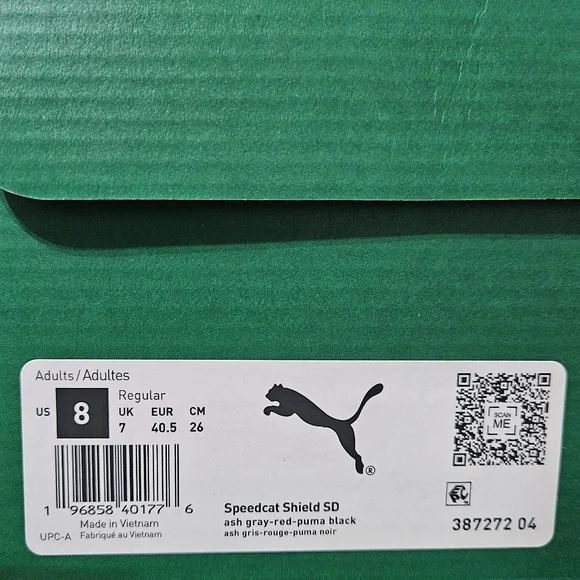 Adults/Adultes
Regular
US 8 UK EUR CM
7 40.5 26
1 96858 40177 6
Made in Vietnam
UPC-A Fabriqué au Vietnam
®
Speedcat Shield SD
ash gray-red-puma black
ash gris-rouge-puma noir
SCAN
ME
387272 04